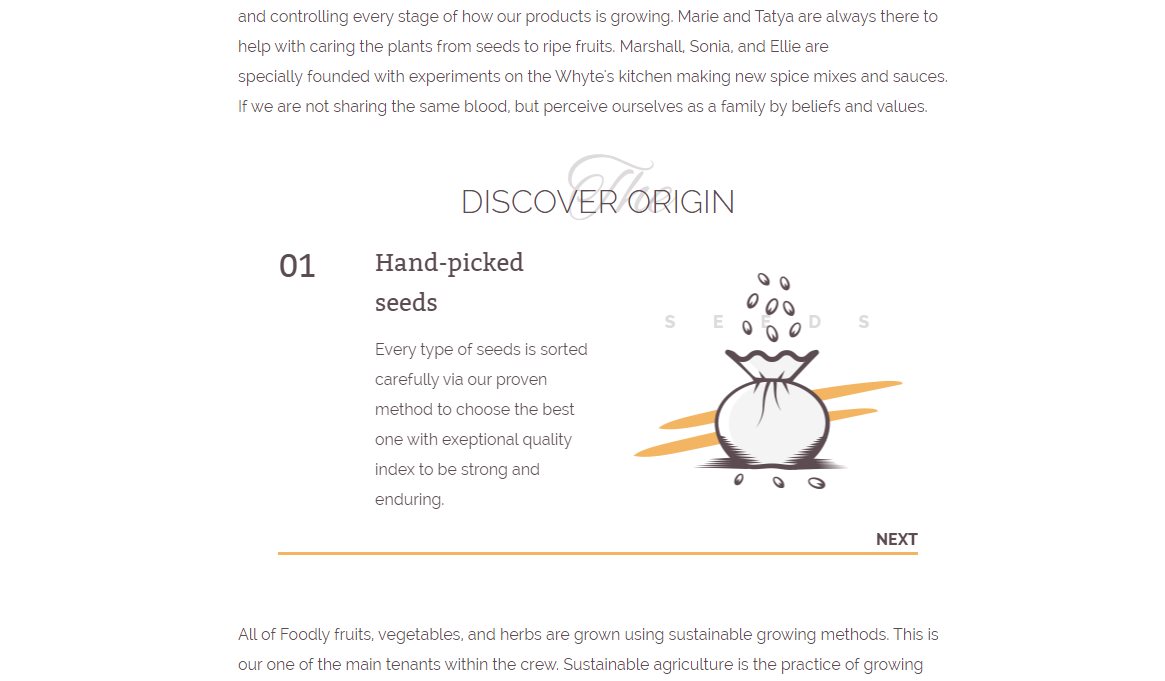 and controlling every stage of how our products is growing. Marie and Tatya are always there to
help with caring the plants from seeds to ripe fruits. Marshall, Sonia, and Ellie are
specially founded with experiments on the Whyte's kitchen making new spice mixes and sauces.
If we are not sharing the same blood, but perceive ourselves as a family by beliefs and values.
The
DISCOVER ORIGIN
01
Hand-picked
seeds
Every type of seeds is sorted
carefully via our proven
method to choose the best
one with exeptional quality
index to be strong and
enduring.
S E E D S
NEXT
All of Foodly fruits, vegetables, and herbs are grown using sustainable growing methods. This is
our one of the main tenants within the crew. Sustainable agriculture is the practice of growing